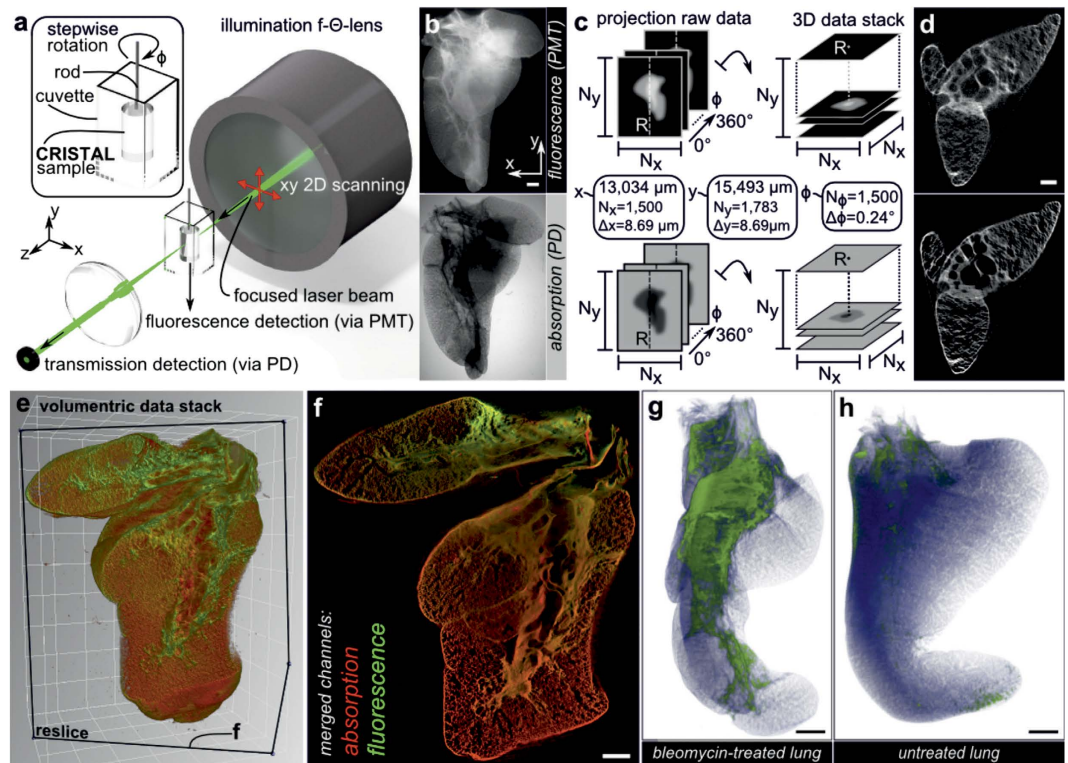 a
illumination f-Θ-lens
stepwise
rotation
ϕ
rod
cuvette
CRISTAL
sample
xy 2D scanning
y
z
x
focused laser beam
fluorescence detection (via PMT)
transmission detection (via PD)
b
fluorescence (PMT)
y
x
absorption (PD)
c
projection raw data
3D data stack
Ny
R
ϕ
360°
0°
Nx
R
Ny
Nx
Nx
x
13,034 µm
Nx=1,500
Δx=8.69 µm
y
15,493 µm
Ny=1,783
Δy=8.69µm
ϕ
Nϕ=1,500
Δϕ=0.24°
Ny
R
ϕ
360°
0°
Nx
R
Ny
Nx
Nx
d
e
volumentric data stack
reslice
f
f
merged channels:
absorption
fluorescence
g
bleomycin-treated lung
h
untreated lung